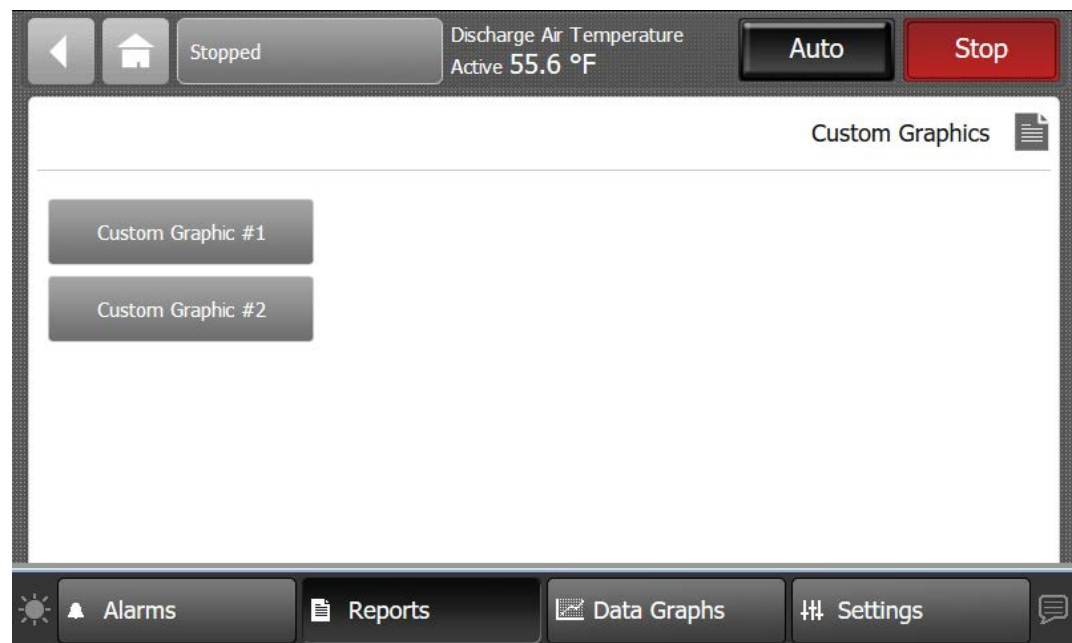 Stopped
Discharge Air Temperature
Active 55.6 °F
Auto
Stop
Custom Graphics
Custom Graphic #1
Custom Graphic #2
Alarms
Reports
Data Graphs
Settings